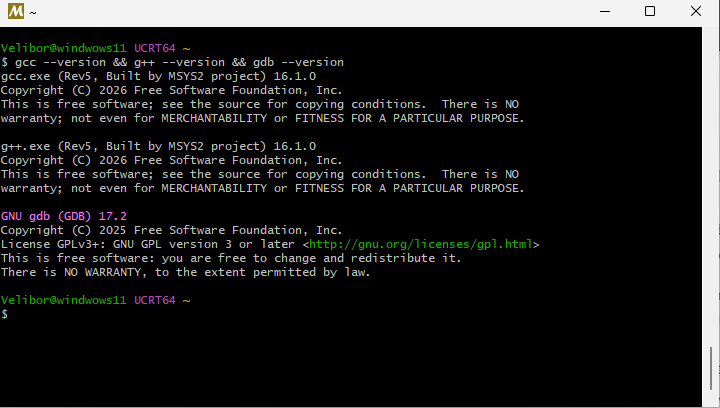 M ~
Velibor@windwows11 UCRT64 ~
$ gcc --version && g++ --version && gdb --version
gcc.exe (Rev5, Built by MSYS2 project) 16.1.0
Copyright (C) 2026 Free Software Foundation, Inc.
This is free software; see the source for copying conditions.  There is NO
warranty; not even for MERCHANTABILITY or FITNESS FOR A PARTICULAR PURPOSE.
g++.exe (Rev5, Built by MSYS2 project) 16.1.0
Copyright (C) 2026 Free Software Foundation, Inc.
This is free software; see the source for copying conditions.  There is NO
warranty; not even for MERCHANTABILITY or FITNESS FOR A PARTICULAR PURPOSE.
GNU gdb (GDB) 17.2
Copyright (C) 2025 Free Software Foundation, Inc.
License GPLv3+: GNU GPL version 3 or later <http://gnu.org/licenses/gpl.html>
This is free software: you are free to change and redistribute it.
There is NO WARRANTY, to the extent permitted by law.
Velibor@windwows11 UCRT64 ~
$